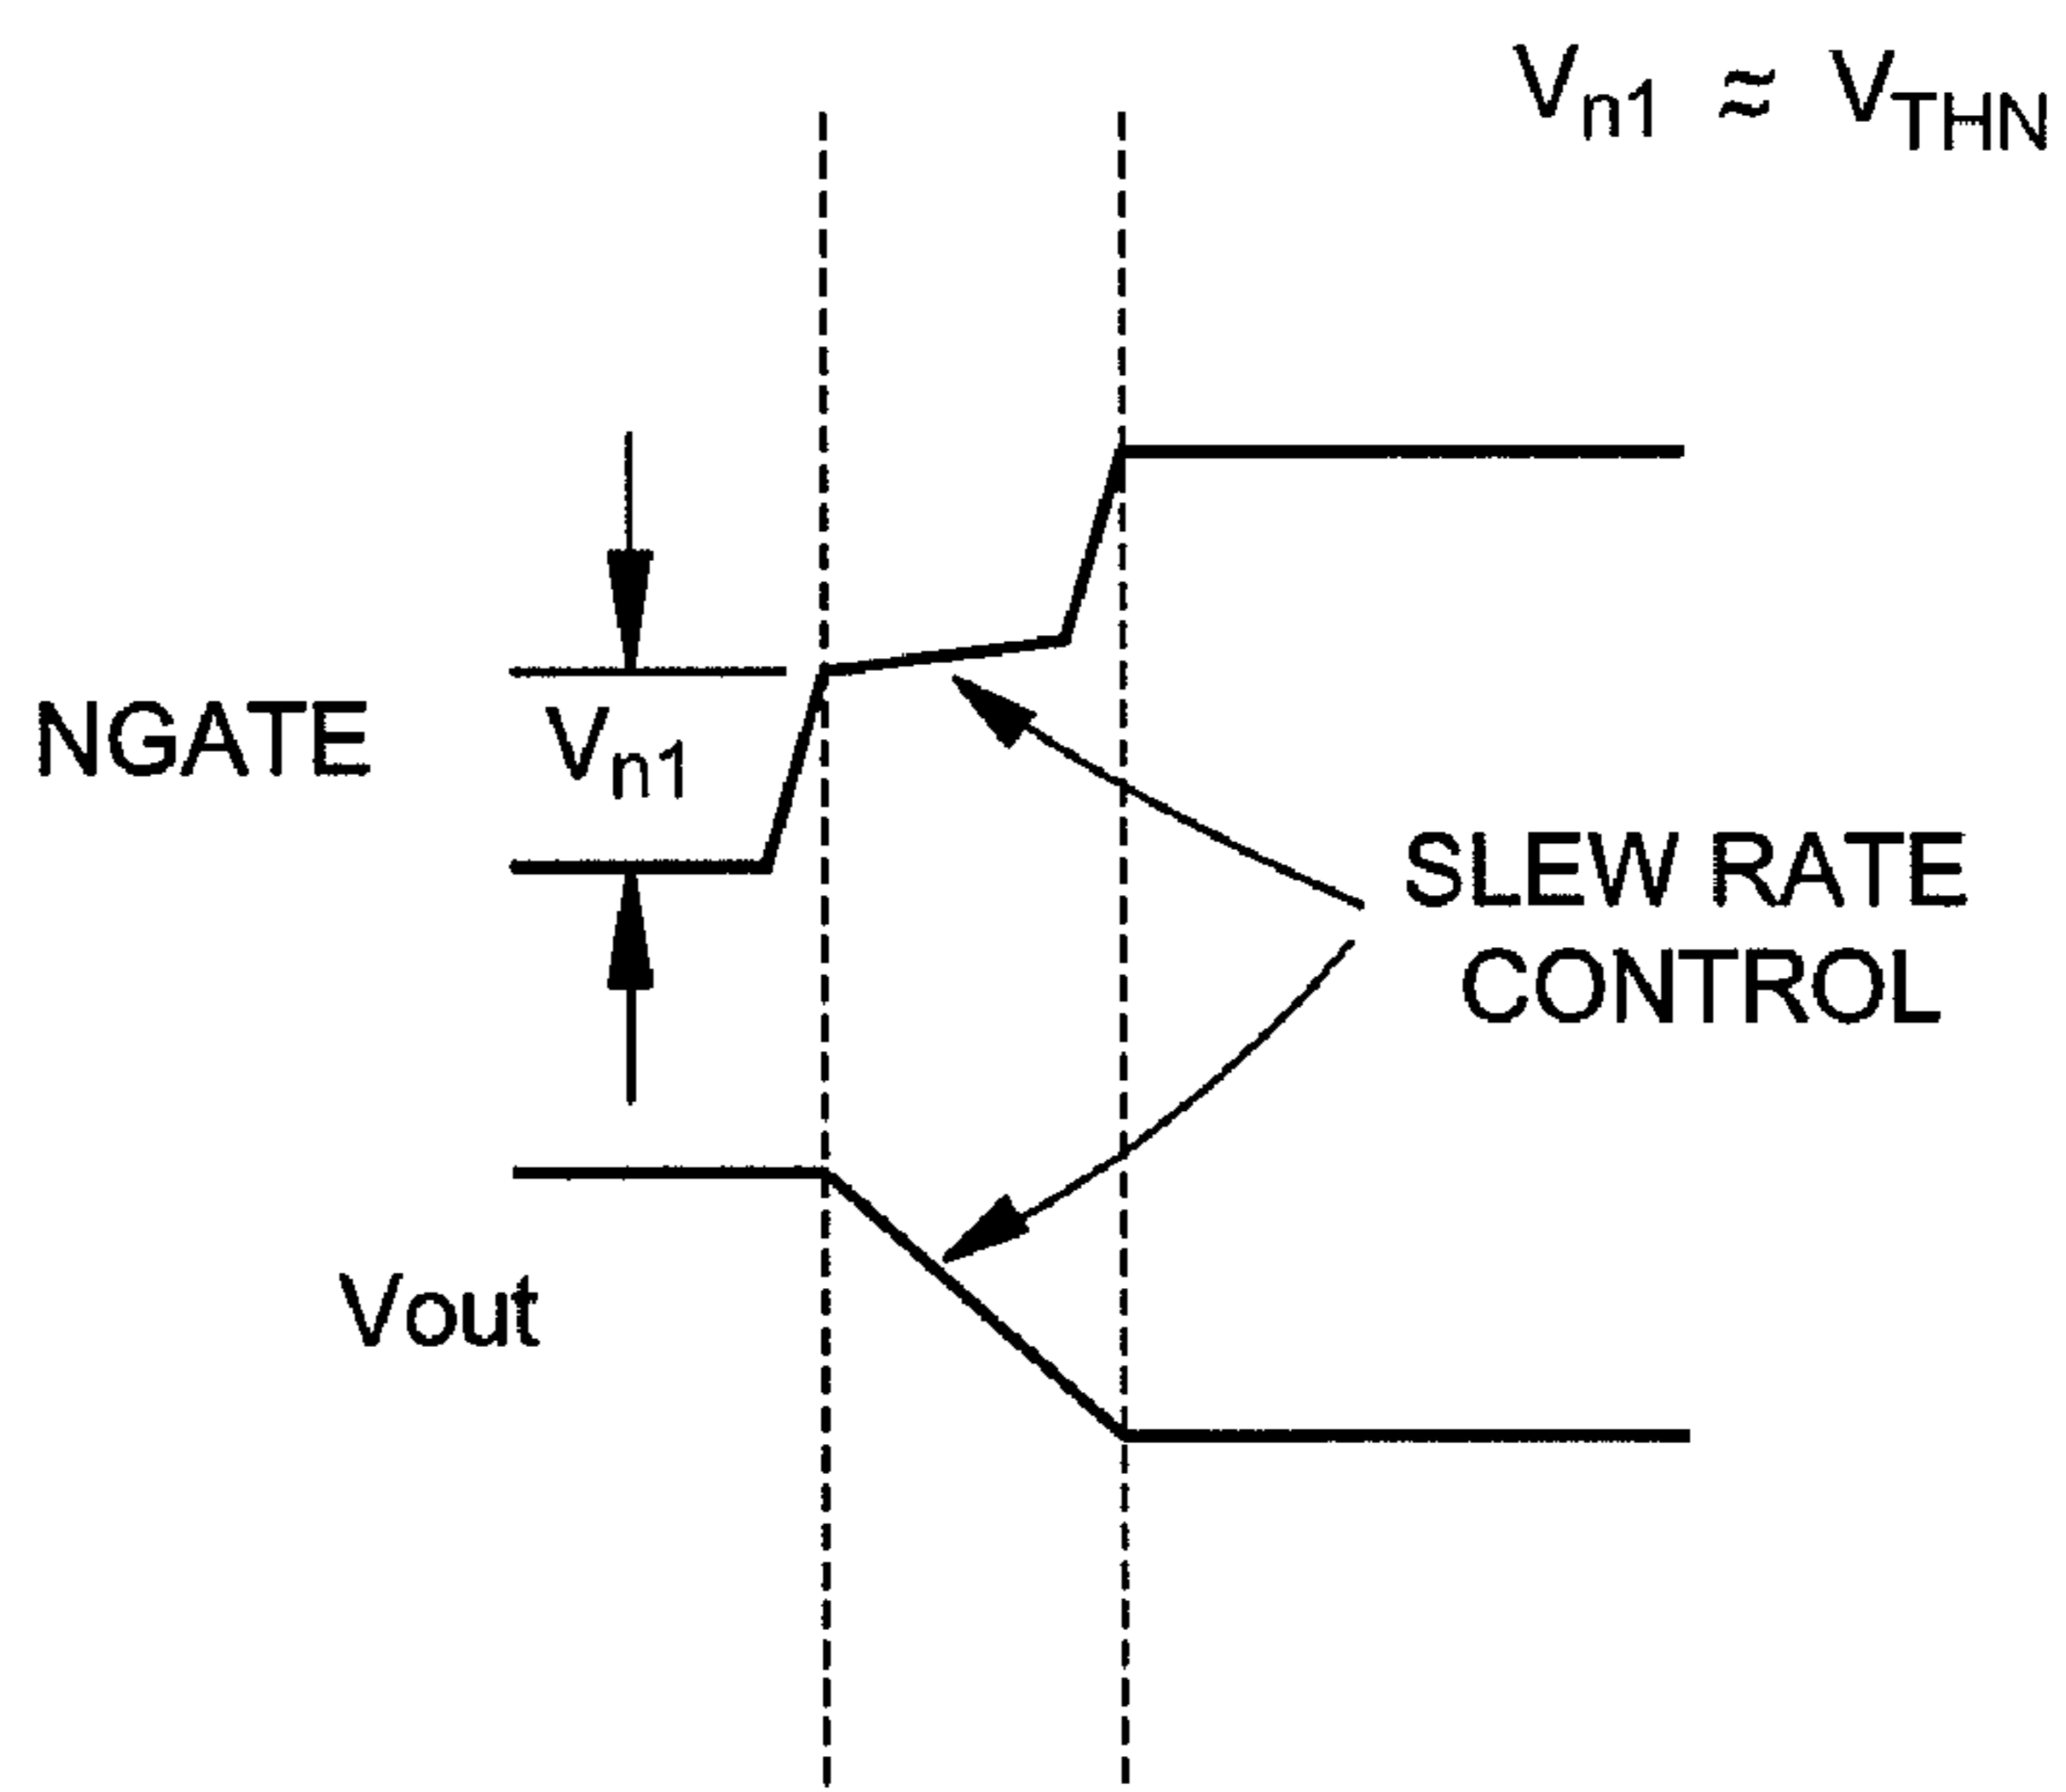 Vn1 ≈ VTHN
NGATE
Vn1
SLEW RATE
CONTROL
Vout